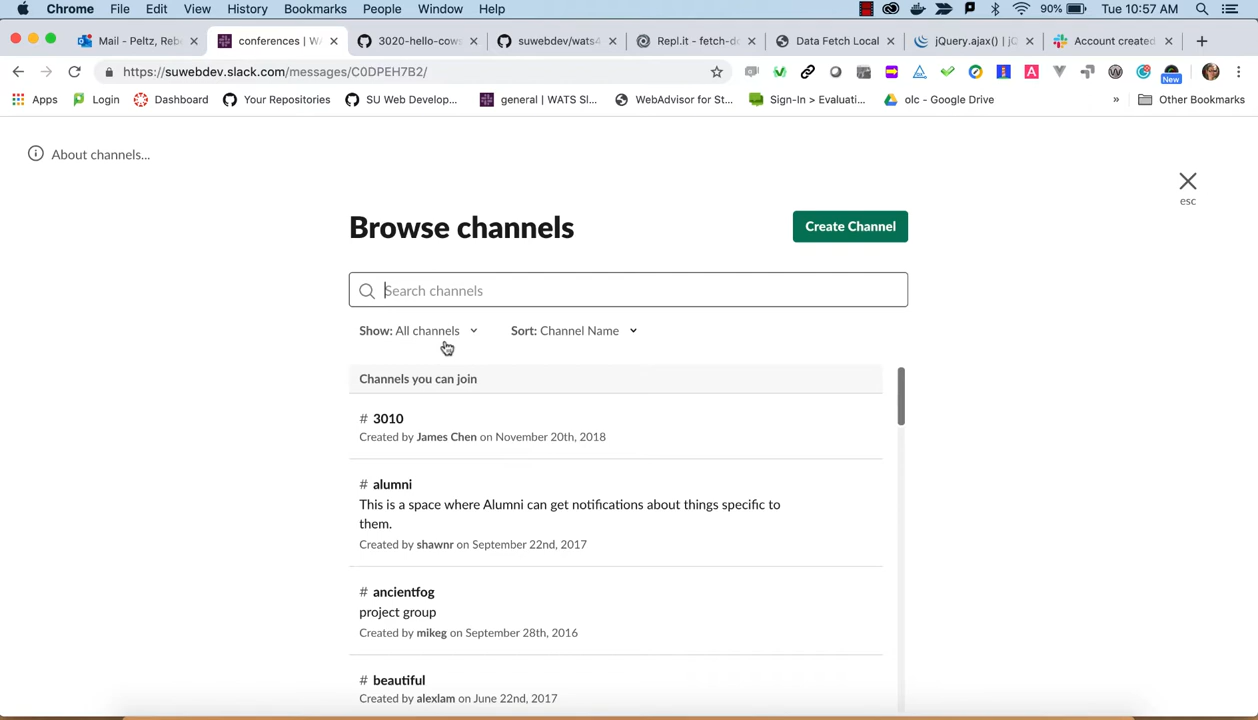 Chrome File Edit View History Bookmarks People Window Help 90% Tue 10:57 AM
Mail - Peltz, Reb
conferences | WA
3020-hello-cow
suwebdev/wats4
Repl.it - fetch-do
Data Fetch Local
jQuery.ajax() | jQ
Account created
https://suwebdev.slack.com/messages/C0DPEH7B2/
New
Apps Login Dashboard Your Repositories SU Web Develop... general | WATS Sl... WebAdvisor for St... Sign-In > Evaluati... olc - Google Drive » Other Bookmarks
About channels...
esc
Browse channels
Create Channel
Search channels
Show: All channels Sort: Channel Name
Channels you can join
# 3010
Created by James Chen on November 20th, 2018
# alumni
This is a space where Alumni can get notifications about things specific to
them.
Created by shawnr on September 22nd, 2017
# ancientfog
project group
Created by mikeg on September 28th, 2016
# beautiful
Created by alexlam on June 22nd, 2017